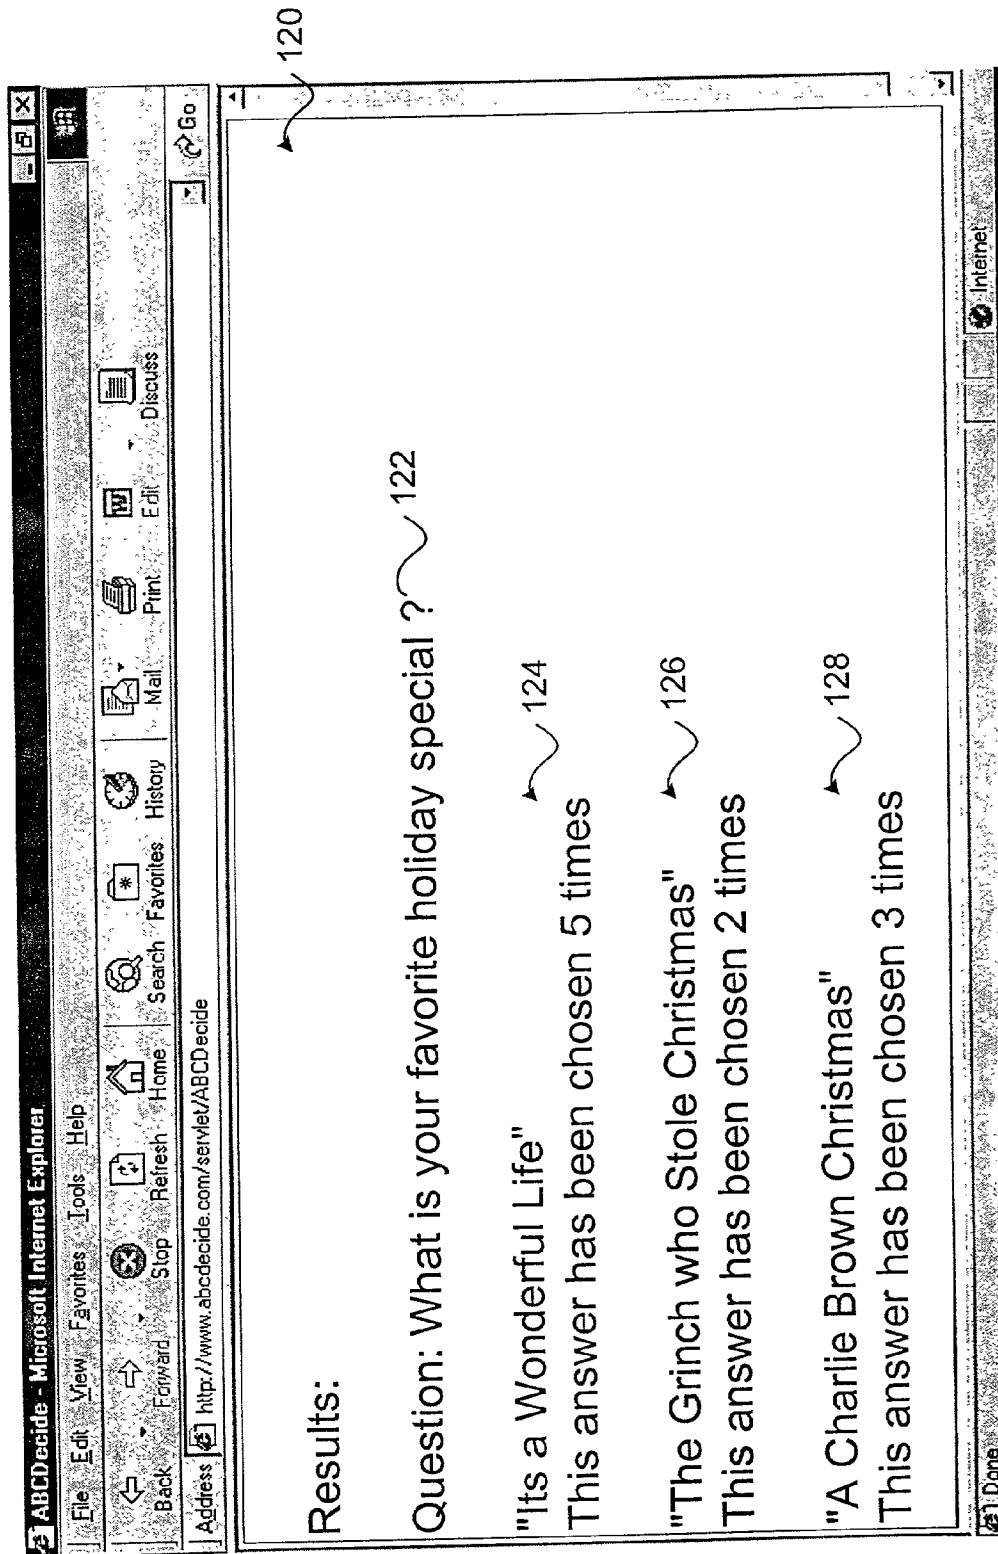 ABCDecide - Microsoft Internet Explorer
File Edit View Favorites Tools Help
Back Forward Stop Refresh Home Search Favorites History Mail Print Edit Discuss
Address http://www.abcdecide.com/servlet/ABCDecide Go
120
Results:
Question: What is your favorite holiday special ? 122
"Its a Wonderful Life" 124
This answer has been chosen 5 times
"The Grinch who Stole Christmas" 126
This answer has been chosen 2 times
"A Charlie Brown Christmas" 128
This answer has been chosen 3 times
Done Internet